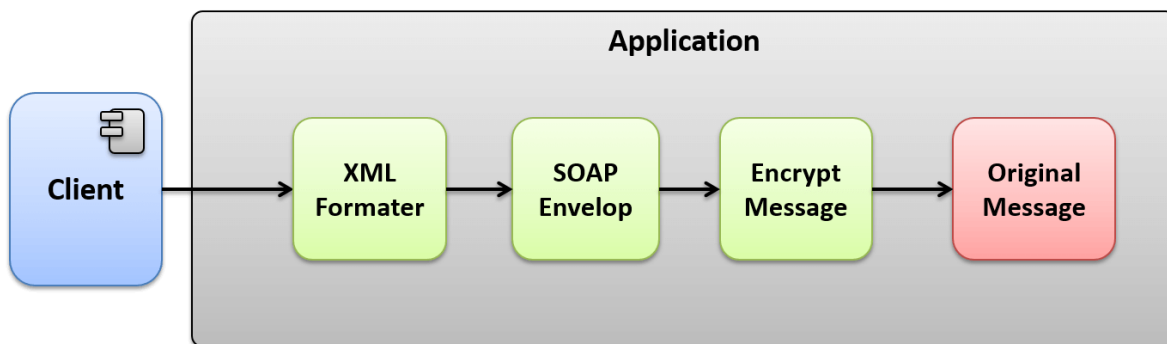 Application
Client
XML
Formater
SOAP
Envelop
Encrypt
Message
Original
Message